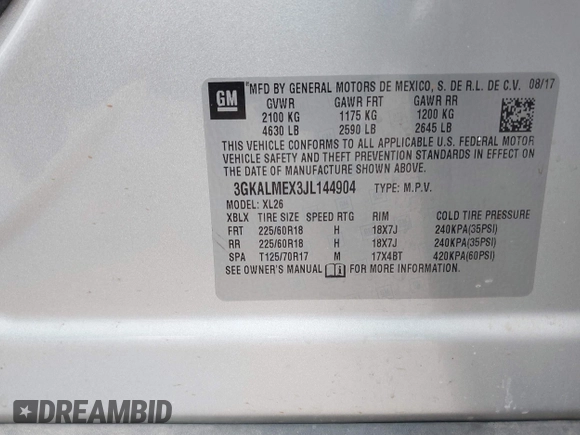 GM
MFD BY GENERAL MOTORS DE MEXICO, S. DE R.L. DE C.V. 08/17
GVWR GAWR FRT GAWR RR
2100 KG 1175 KG 1200 KG
4630 LB 2590 LB 2645 LB
THIS VEHICLE CONFORMS TO ALL APPLICABLE U.S. FEDERAL MOTOR
VEHICLE SAFETY AND THEFT PREVENTION STANDARDS IN EFFECT ON
THE DATE OF MANUFACTURE SHOWN ABOVE.
3GKALMEX3JL144904 TYPE: M.P.V.
MODEL: XL26
XBLX TIRE SIZE SPEED RTG RIM COLD TIRE PRESSURE
FRT 225/60R18 H 18X7J 240KPA(35PSI)
RR 225/60R18 H 18X7J 240KPA(35PSI)
SPA T125/70R17 M 17X4BT 420KPA(60PSI)
SEE OWNER'S MANUAL FOR MORE INFORMATION
DREAMBID